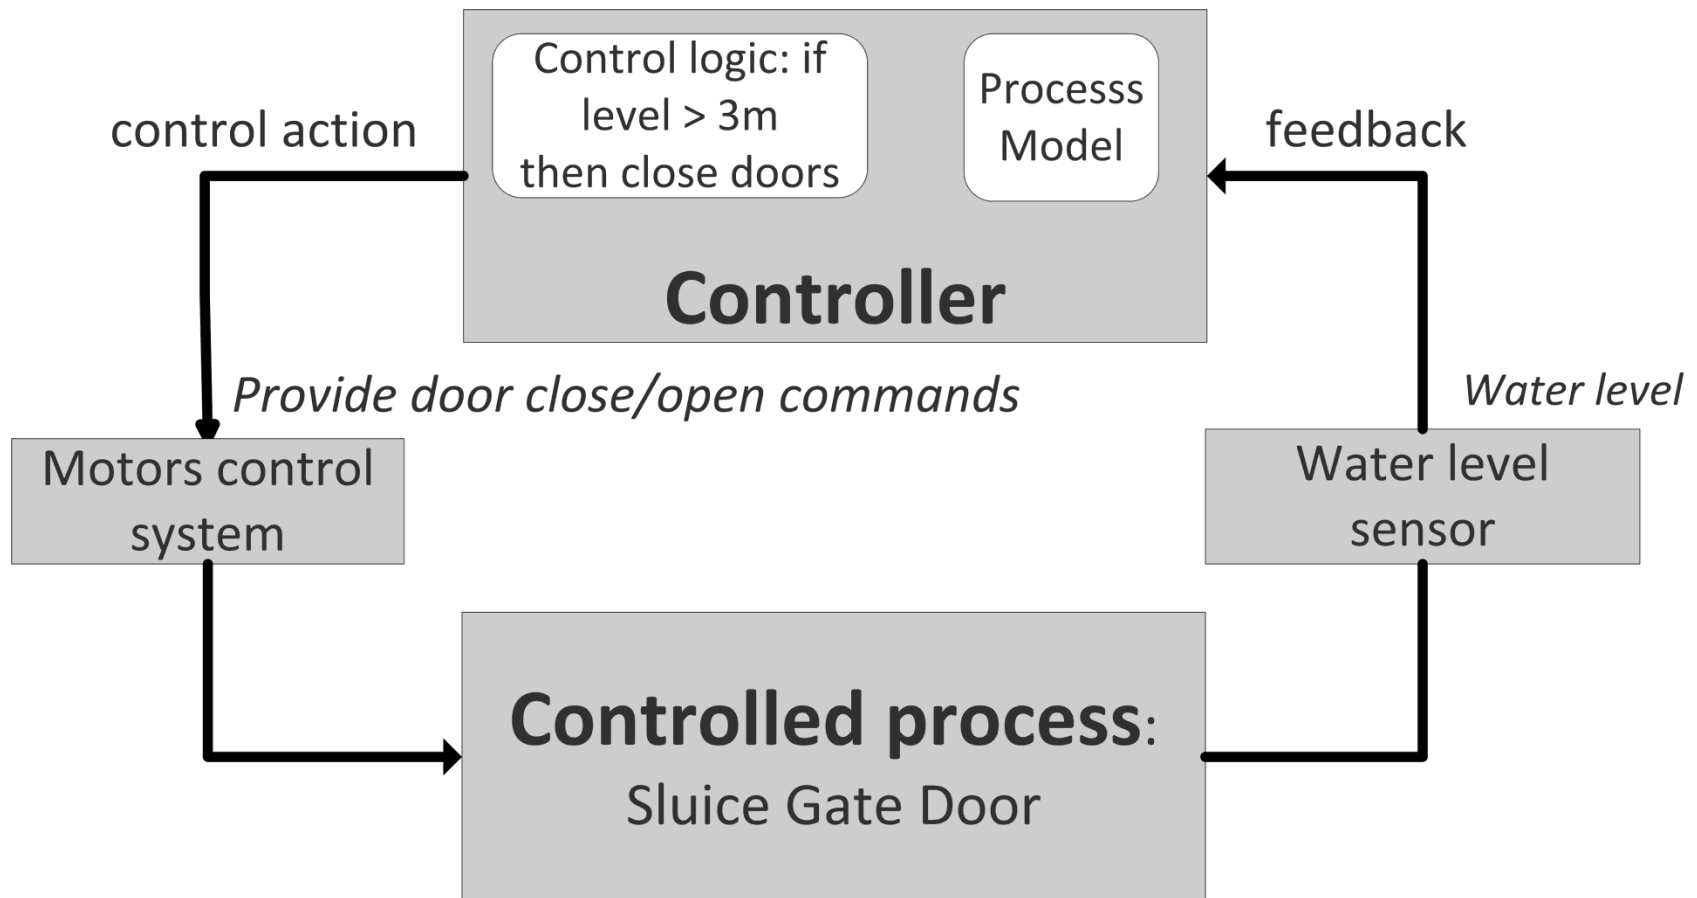 Control logic: if
level > 3m
then close doors
Processs
Model
control action
feedback
Controller
Provide door close/open commands
Water level
Motors control
system
Water level
sensor
Controlled process:
Sluice Gate Door